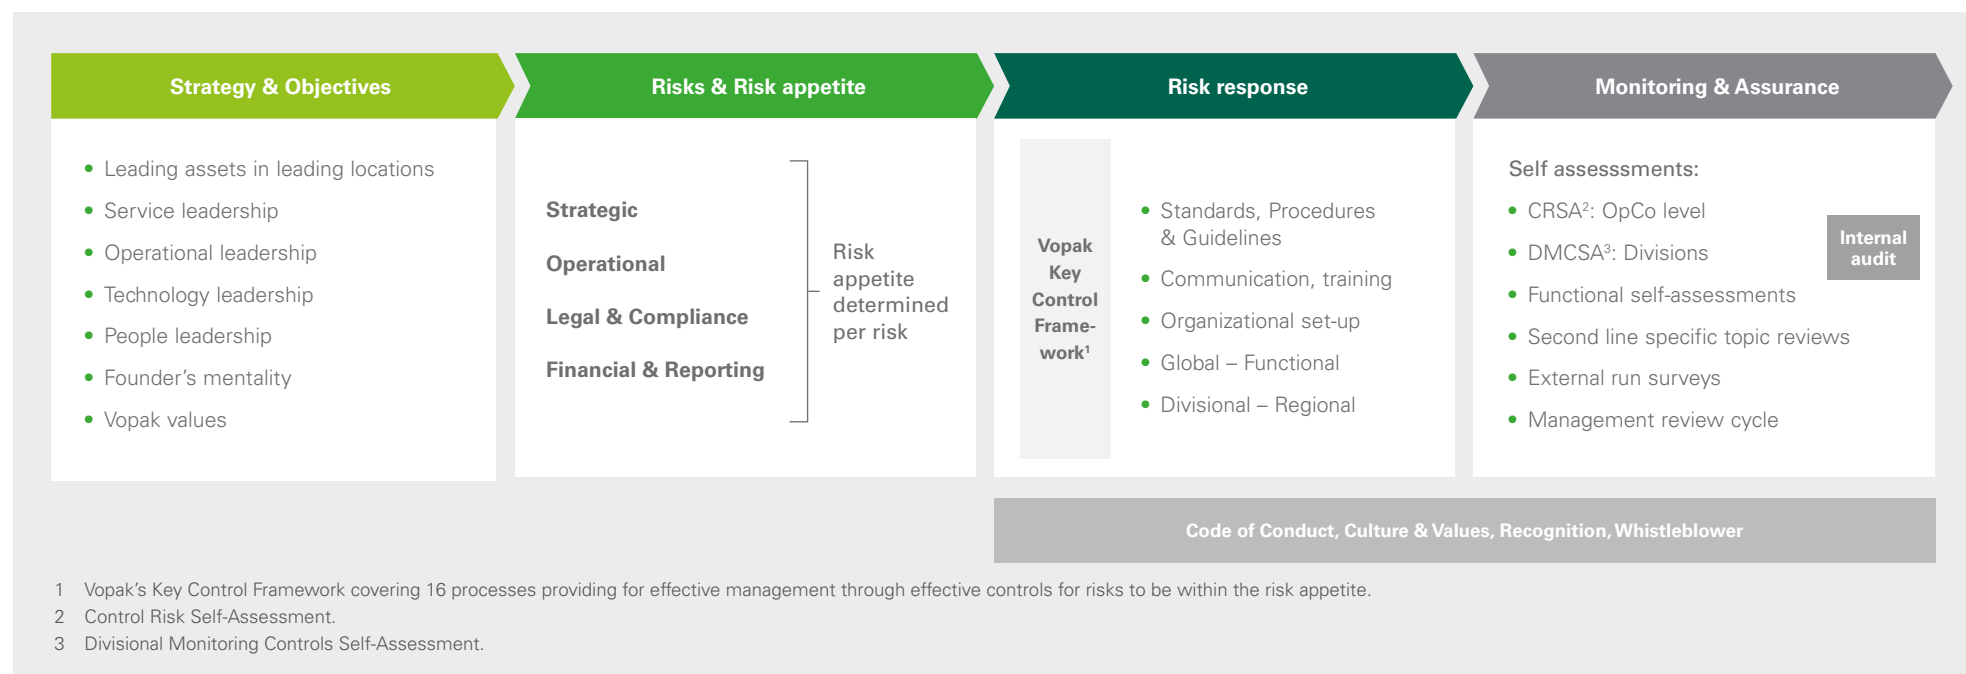 Strategy & Objectives
Risks & Risk appetite
Risk response
Monitoring & Assurance
• Leading assets in leading locations
• Service leadership
• Operational leadership
• Technology leadership
• People leadership
• Founder’s mentality
• Vopak values
Strategic
Operational
Legal & Compliance
Financial & Reporting
Risk
appetite
determined
per risk
Vopak
Key
Control
Frame-
work¹
• Standards, Procedures
& Guidelines
• Communication, training
• Organizational set-up
• Global – Functional
• Divisional – Regional
Self assesssments:
• CRSA²: OpCo level
• DMCSA³: Divisions
• Functional self-assessments
• Second line specific topic reviews
• External run surveys
• Management review cycle
Internal
audit
Code of Conduct, Culture & Values, Recognition, Whistleblower
1 Vopak’s Key Control Framework covering 16 processes providing for effective management through effective controls for risks to be within the risk appetite.
2 Control Risk Self-Assessment.
3 Divisional Monitoring Controls Self-Assessment.